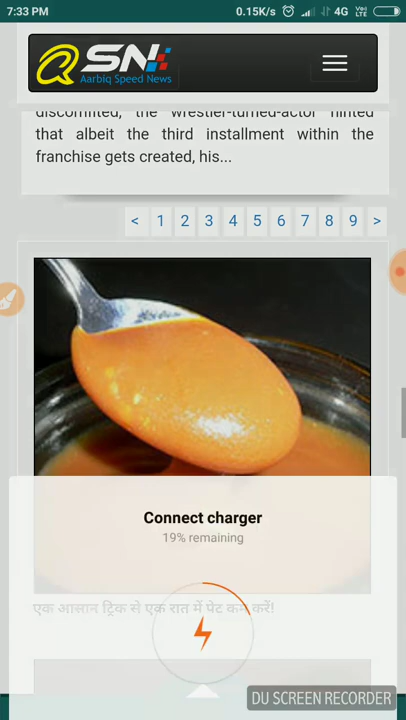 7:33 PM 0.15K/s 4G
SN
Aarbiq Speed News
discomfited, the wrestler-turned-actor hinted
that albeit the third installment within the
franchise gets created, his...
< 1 2 3 4 5 6 7 8 9 >
Connect charger
19% remaining
एक आसान ट्रिक से एक रात में पेट कम करें!
DU SCREEN RECORDER